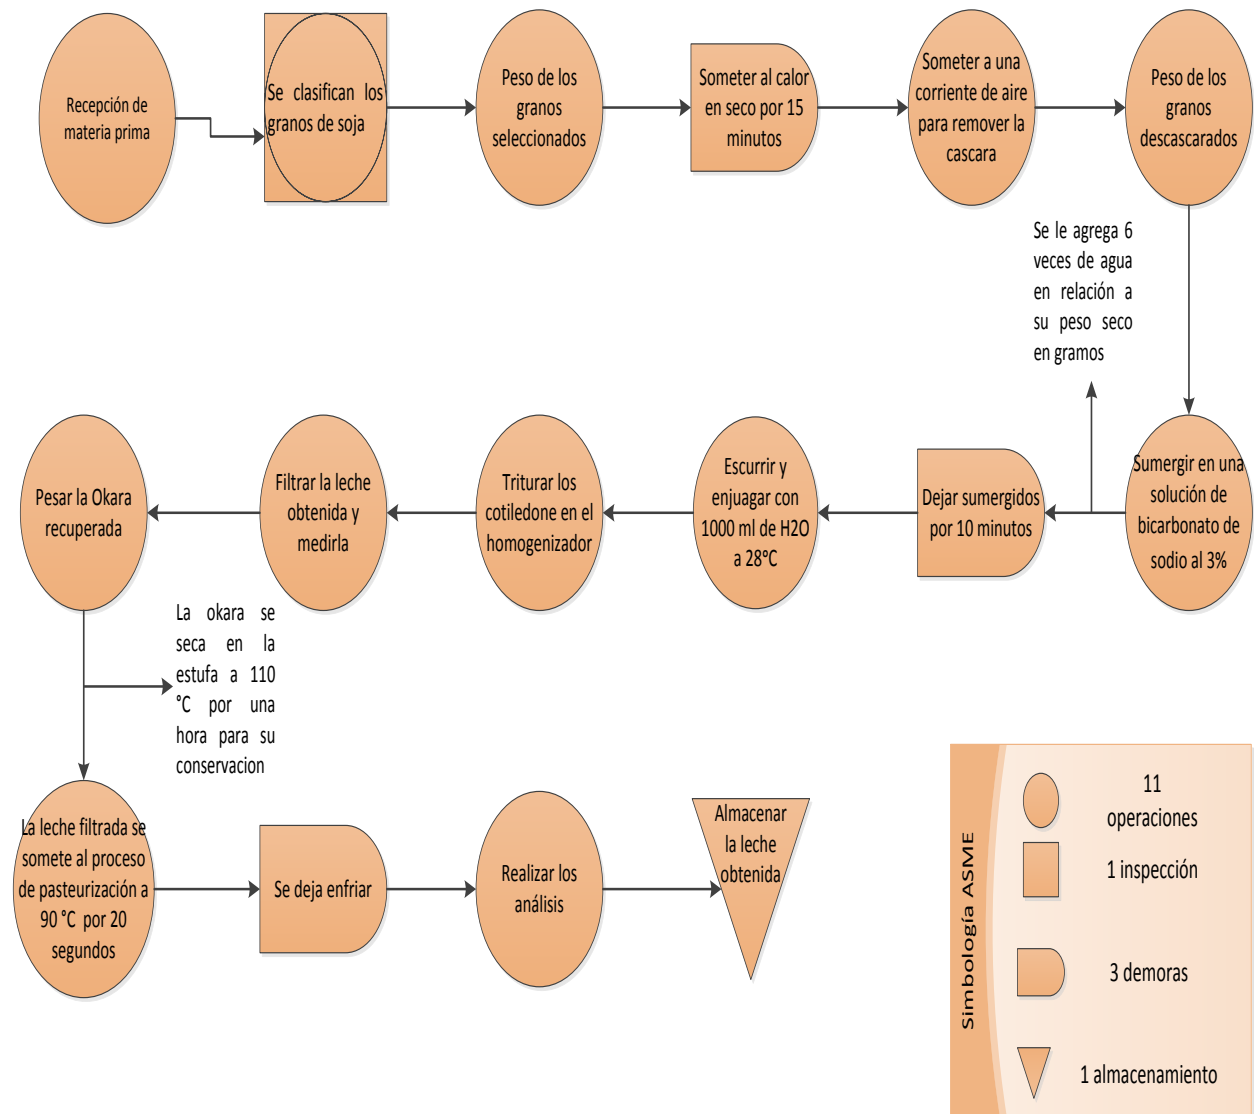 Recepción de
materia prima
Se clasifican los
granos de soja
Peso de los
granos
seleccionados
Someter al calor
en seco por 15
minutos
Someter a una
corriente de aire
para remover la
cascara
Peso de los
granos
descascarados
Se le agrega 6
veces de agua
en relación a
su peso seco
en gramos
Sumergir en una
solución de
bicarbonato de
sodio al 3%
Dejar sumergidos
por 10 minutos
Escurrir y
enjuagar con
1000 ml de H2O
a 28°C
Triturar los
cotiledone en el
homogenizador
Filtrar la leche
obtenida y
medirla
Pesar la Okara
recuperada
La okara se
seca en la
estufa a 110
°C por una
hora para su
conservacion
La leche filtrada se
somete al proceso
de pasteurización a
90 °C por 20
segundos
Se deja enfriar
Realizar los
análisis
Almacenar
la leche
obtenida
Simbología ASME
11
operaciones
1 inspección
3 demoras
1 almacenamiento